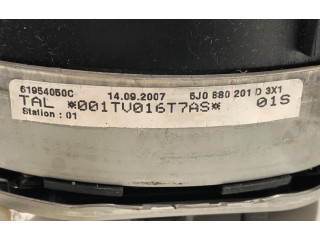 61954050C 14.09.2007 5J0 880 201 D 3X1
TAL *001TV016T7AS* 01S
Station : 01